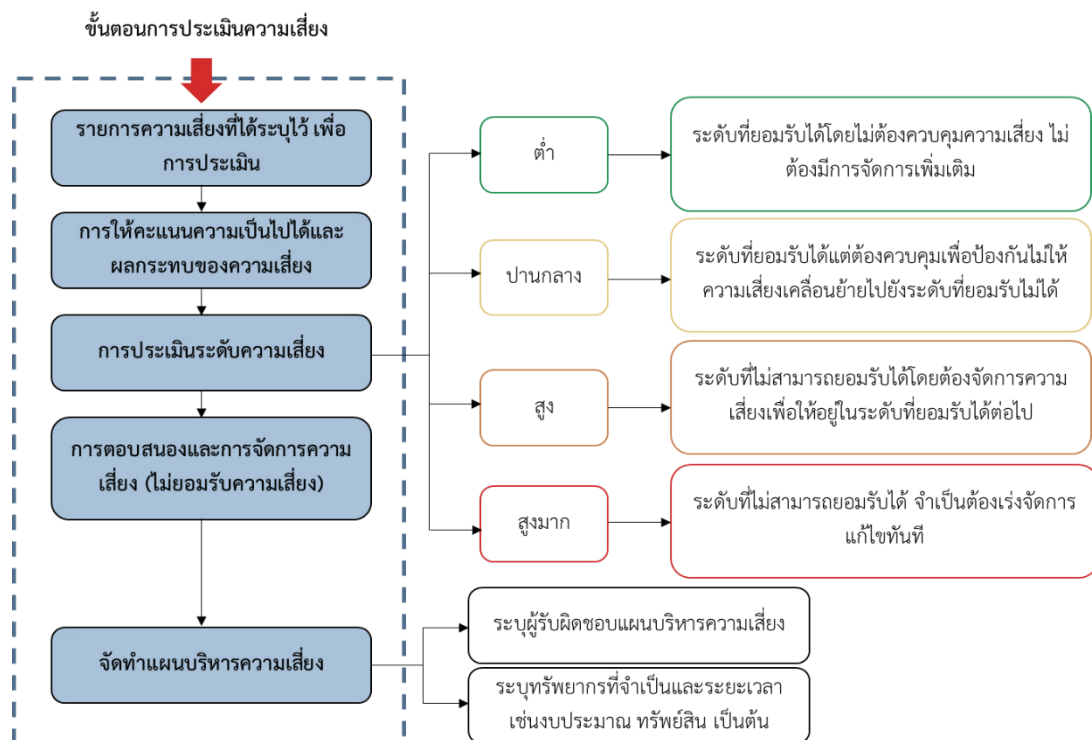 ขั้นตอนการประเมินความเสี่ยง
รายการความเสี่ยงที่ได้ระบุไว้ เพื่อ
การประเมิน
การให้คะแนนความเป็นไปได้และ
ผลกระทบของความเสี่ยง
การประเมินระดับความเสี่ยง
การตอบสนองและการจัดการความ
เสี่ยง (ไม่ยอมรับความเสี่ยง)
จัดทำแผนบริหารความเสี่ยง
ต่ำ
ระดับที่ยอมรับได้โดยไม่ต้องควบคุมความเสี่ยง ไม่
ต้องมีการจัดการเพิ่มเติม
ปานกลาง
ระดับที่ยอมรับได้แต่ต้องควบคุมเพื่อป้องกันไม่ให้
ความเสี่ยงเคลื่อนย้ายไปยังระดับที่ยอมรับไม่ได้
สูง
ระดับที่ไม่สามารถยอมรับได้โดยต้องจัดการความ
เสี่ยงเพื่อให้อยู่ในระดับที่ยอมรับได้ต่อไป
สูงมาก
ระดับที่ไม่สามารถยอมรับได้ จำเป็นต้องเร่งจัดการ
แก้ไขทันที
ระบุผู้รับผิดชอบแผนบริหารความเสี่ยง
ระบุทรัพยากรที่จำเป็นและระยะเวลา
เช่นงบประมาณ ทรัพย์สิน เป็นต้น